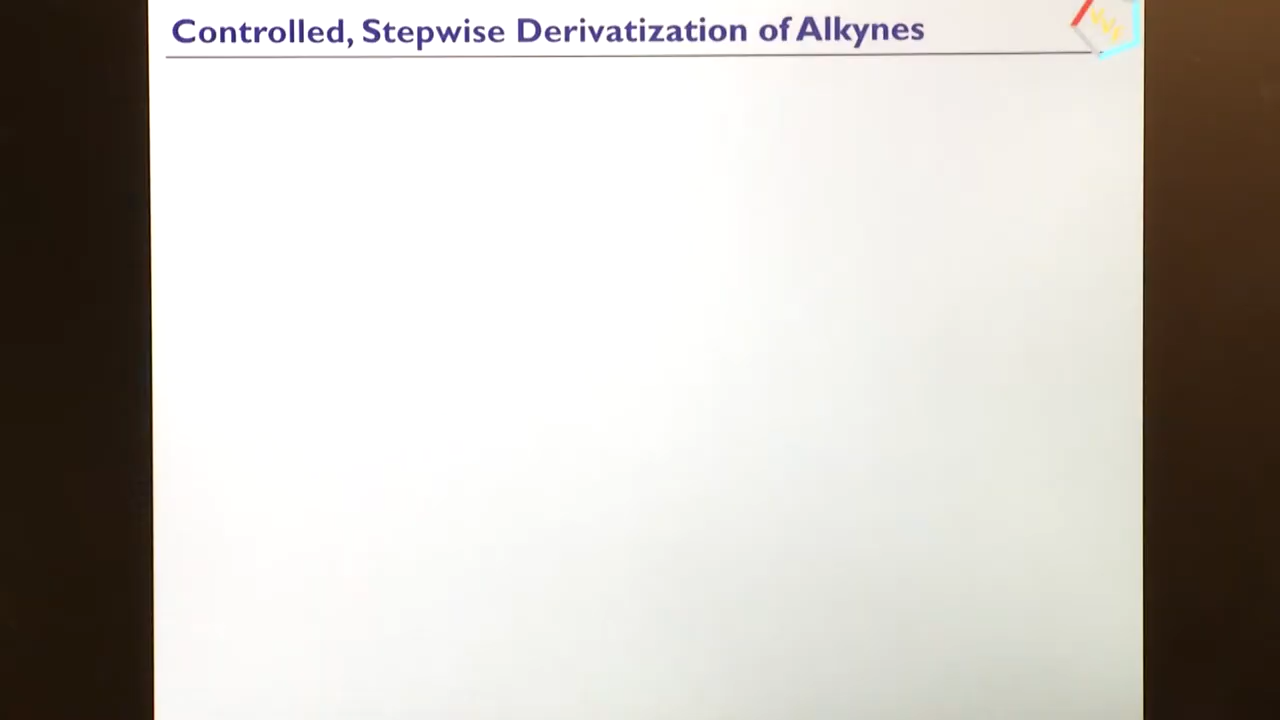 Controlled, Stepwise Derivatization of Alkynes